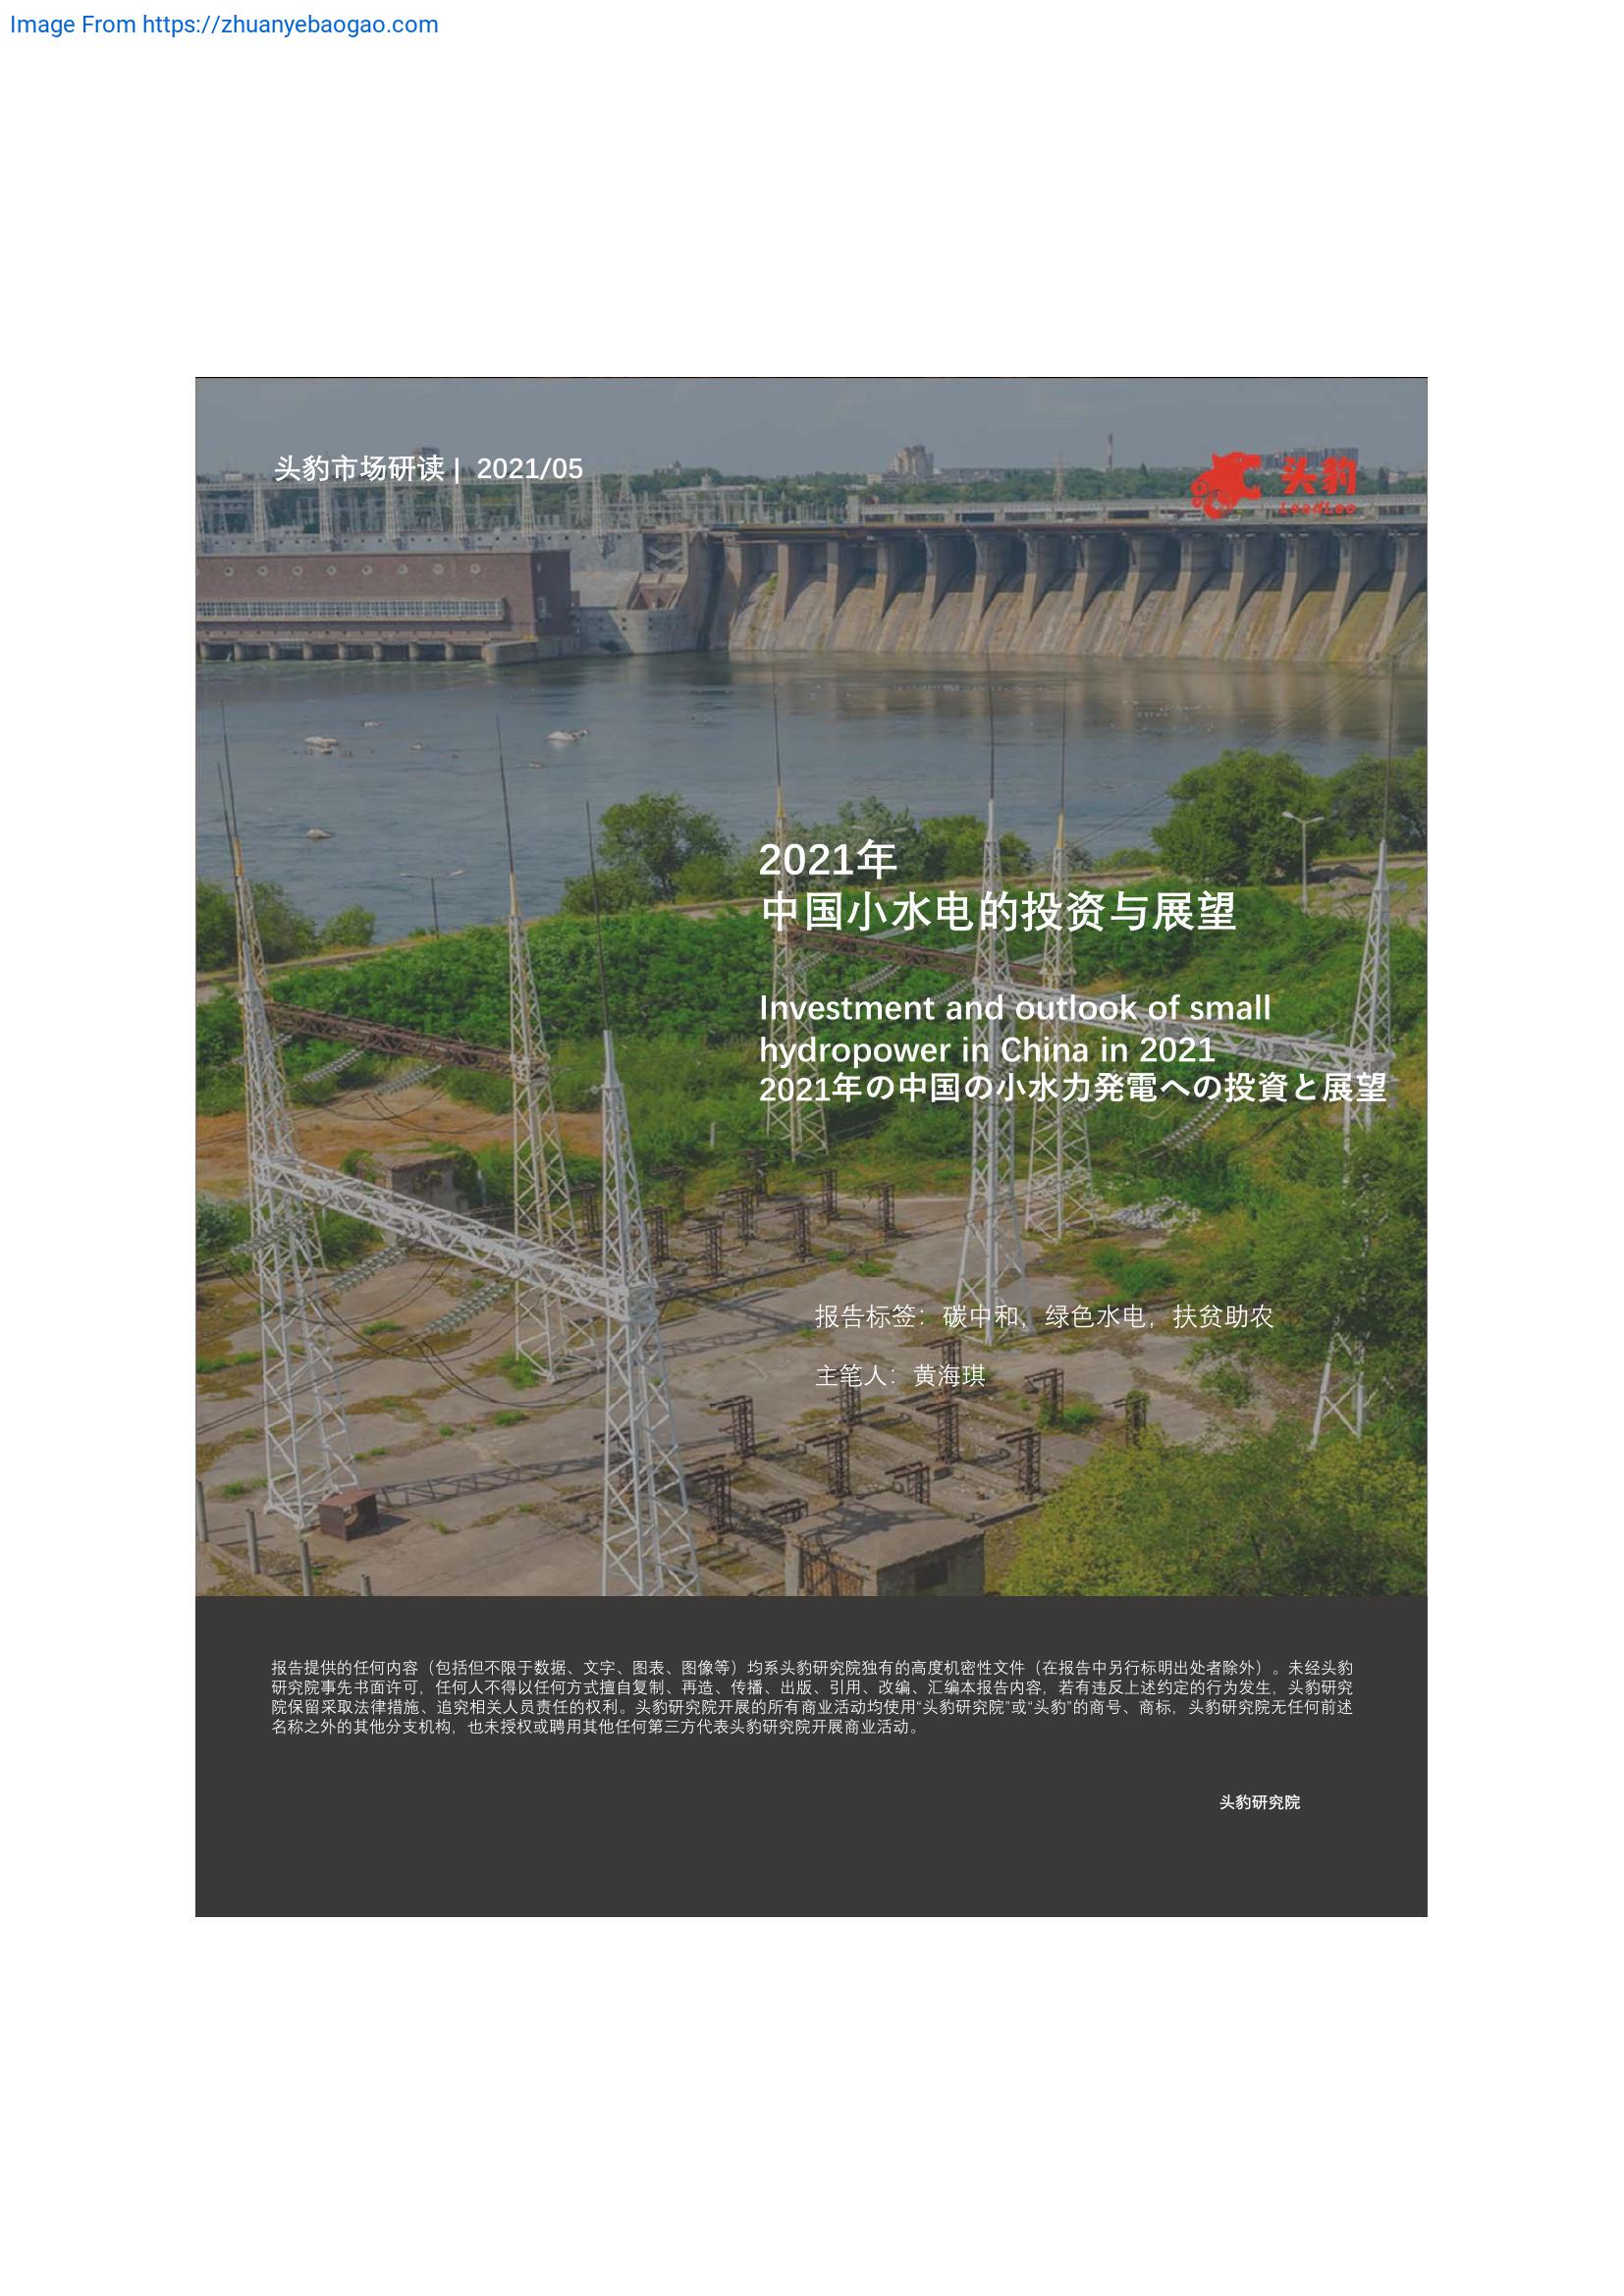 Image From https://zhuanyebaogao.com
头豹市场研读 | 2021/05
头豹
LeadLeo
2021年
中国小水电的投资与展望
Investment and outlook of small
hydropower in China in 2021
2021年の中国の小水力発電への投資と展望
报告标签：碳中和，绿色水电，扶贫助农
主笔人：黄海琪
报告提供的任何内容（包括但不限于数据、文字、图表、图像等）均系头豹研究院独有的高度机密性文件（在报告中另行标明出处者除外）。未经头豹
研究院事先书面许可，任何人不得以任何方式擅自复制、再造、传播、出版、引用、改编、汇编本报告内容，若有违反上述约定的行为发生，头豹研究
院保留采取法律措施、追究相关人员责任的权利。头豹研究院开展的所有商业活动均使用“头豹研究院”或“头豹”的商号、商标，头豹研究院无任何前述
名称之外的其他分支机构，也未授权或聘用其他任何第三方代表头豹研究院开展商业活动。
头豹研究院